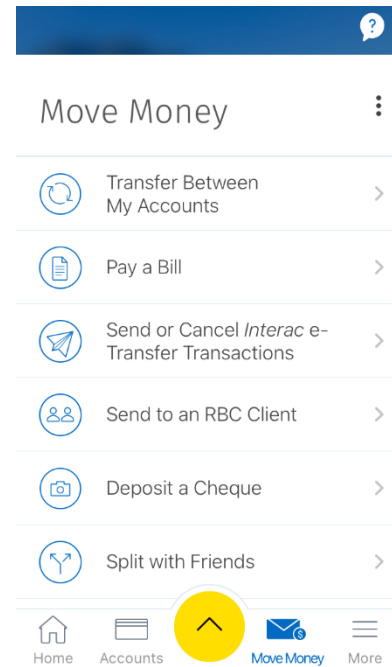 ?
Move Money
Transfer Between
My Accounts
Pay a Bill
Send or Cancel Interac e-
Transfer Transactions
Send to an RBC Client
Deposit a Cheque
Split with Friends
$
Home Accounts Move Money More